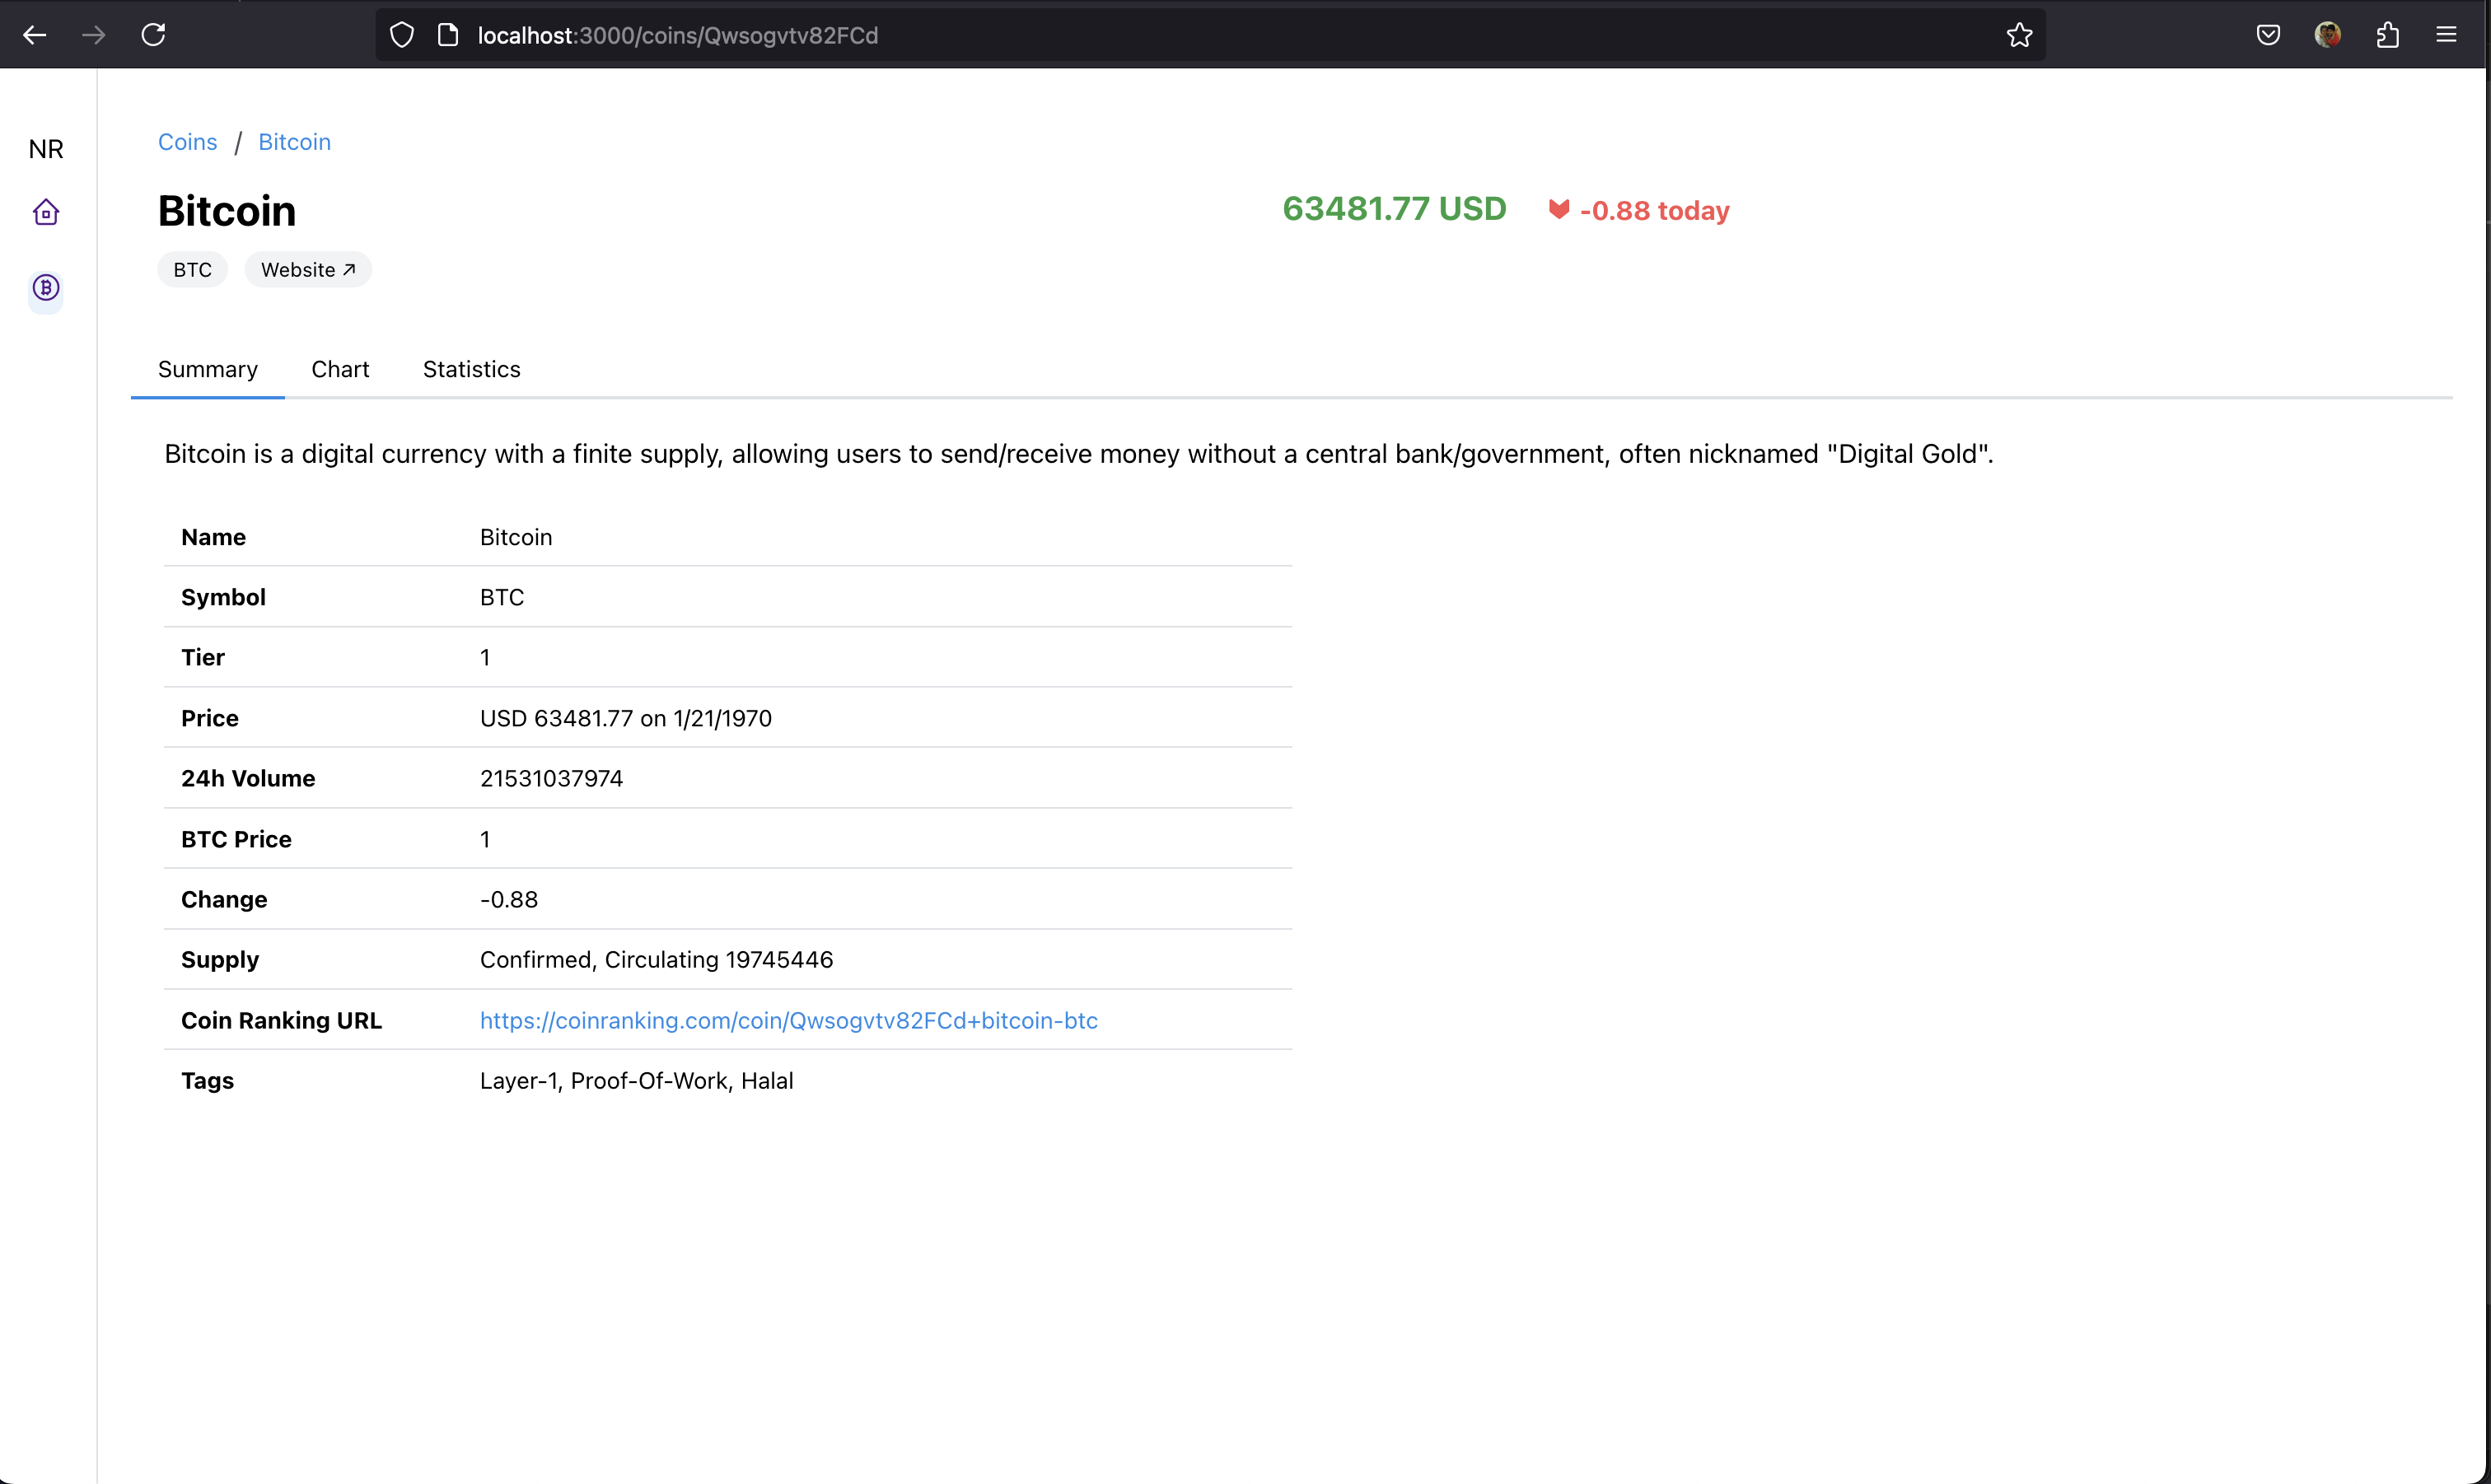 localhost:3000/coins/Qwsogvtv82FCd
NR
Coins / Bitcoin
Bitcoin
63481.77 USD -0.88 today
BTC Website ↗
Summary Chart Statistics
Bitcoin is a digital currency with a finite supply, allowing users to send/receive money without a central bank/government, often nicknamed "Digital Gold".
Name Bitcoin
Symbol BTC
Tier 1
Price USD 63481.77 on 1/21/1970
24h Volume 21531037974
BTC Price 1
Change -0.88
Supply Confirmed, Circulating 19745446
Coin Ranking URL https://coinranking.com/coin/Qwsogvtv82FCd+bitcoin-btc
Tags Layer-1, Proof-Of-Work, Halal